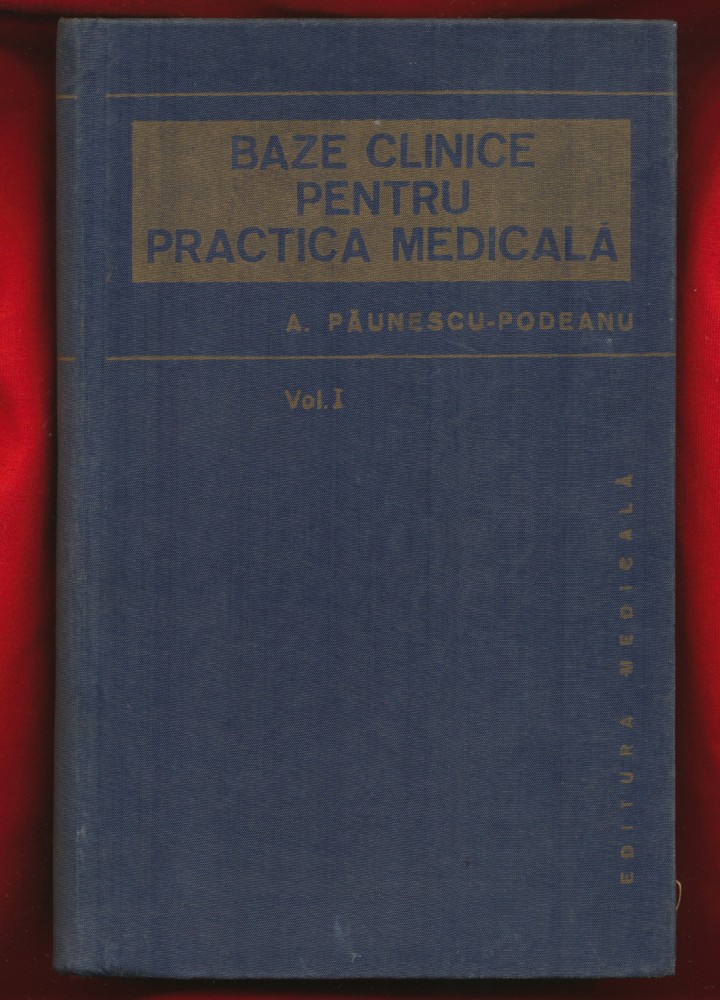 BAZE CLINICE
PENTRU
PRACTICA MEDICALĂ
A. PĂUNESCU-PODEANU
Vol. I
EDITURA MEDICALĂ